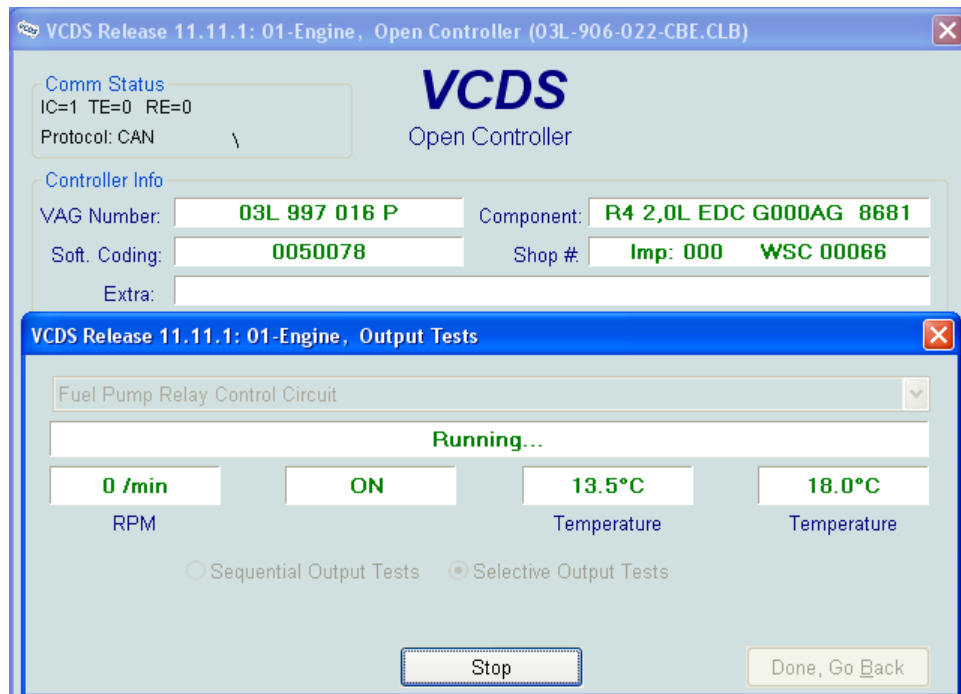 VCDS Release 11.11.1: 01-Engine, Open Controller (03L-906-022-CBE.CLB)
Comm Status
IC=1 TE=0 RE=0
Protocol: CAN \
VCDS
Open Controller
Controller Info
VAG Number: 03L 997 016 P Component: R4 2,0L EDC G000AG 8681
Soft. Coding: 0050078 Shop #: Imp: 000 WSC 00066
Extra:
VCDS Release 11.11.1: 01-Engine, Output Tests
Fuel Pump Relay Control Circuit
Running...
0 /min ON 13.5°C 18.0°C
RPM Temperature Temperature
Sequential Output Tests Selective Output Tests
Stop Done, Go Back